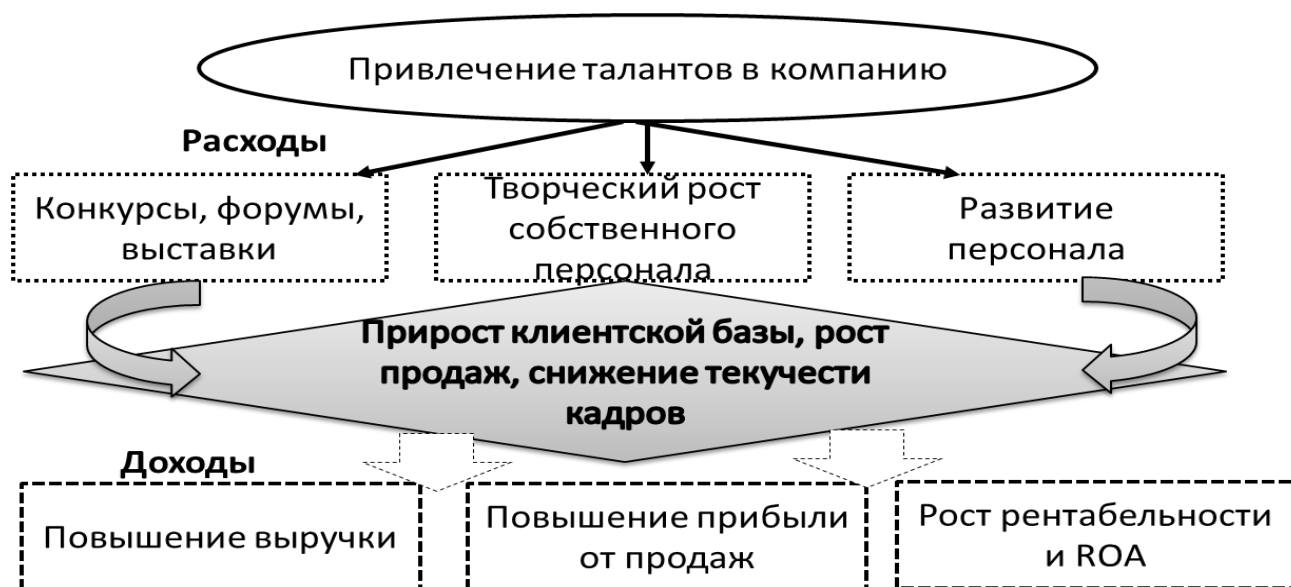 Привлечение талантов в компанию
Расходы
Конкурсы, форумы,
выставки
Творческий рост
собственного
персонала
Развитие
персонала
Прирост клиентской базы, рост
продаж, снижение текучести
кадров
Доходы
Повышение выручки
Повышение прибыли
от продаж
Рост рентабельности
и ROA